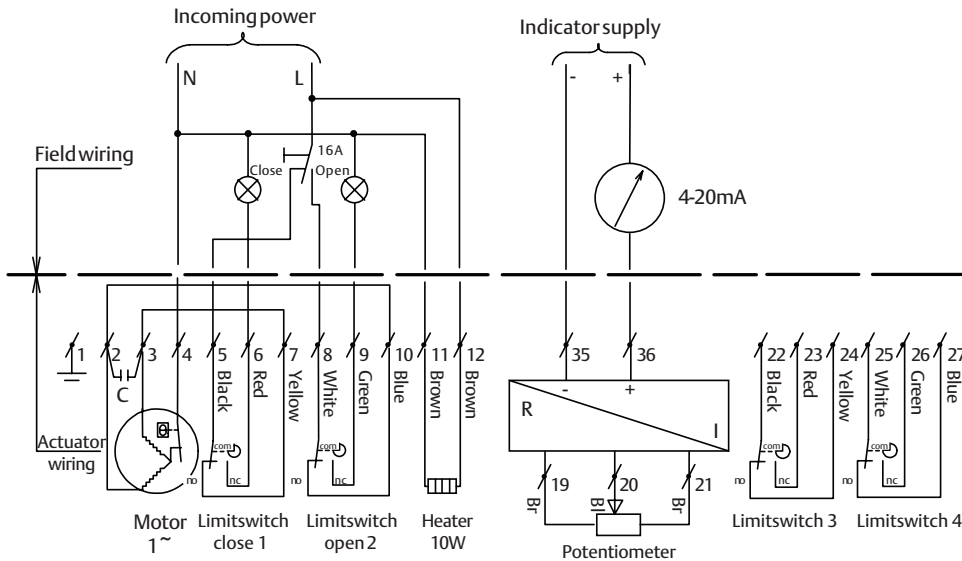 Incoming power
Indicator supply
N
L
-
+
16A
Close
Open
Field wiring
4-20mA
1
2
3
4
5
6
7
8
9
10
11
12
35
36
22
23
24
25
26
27
Black
Red
Yellow
White
Green
Blue
Brown
Brown
Black
Red
Yellow
White
Green
Blue
C
-
+
R
I
Actuator
wiring
com
com
com
com
no
nc
no
nc
no
nc
no
nc
19
20
21
Br
Bl
Br
Motor
1~
Limitswitch
close 1
Limitswitch
open 2
Heater
10W
Potentiometer
Limitswitch 3
Limitswitch 4